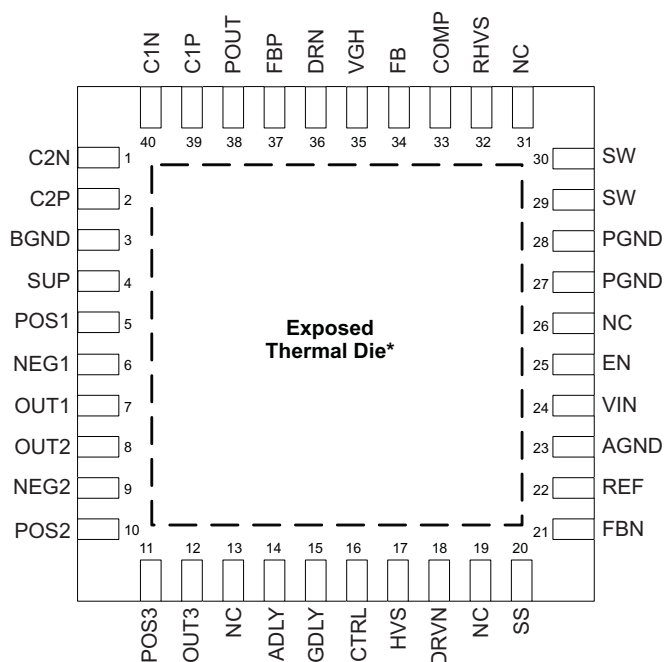 C1N
C1P
POUT
FBP
DRN
VGH
FB
COMP
RHVS
NC
40
39
38
37
36
35
34
33
32
31
C2N 1
C2P 2
BGND 3
SUP 4
POS1 5
NEG1 6
OUT1 7
OUT2 8
NEG2 9
POS2 10
30 SW
29 SW
28 PGND
27 PGND
26 NC
25 EN
24 VIN
23 AGND
22 REF
21 FBN
Exposed
Thermal Die*
11
12
13
14
15
16
17
18
19
20
POS3
OUT3
NC
ADLY
GDLY
CTRL
HVS
DRVN
NC
SS